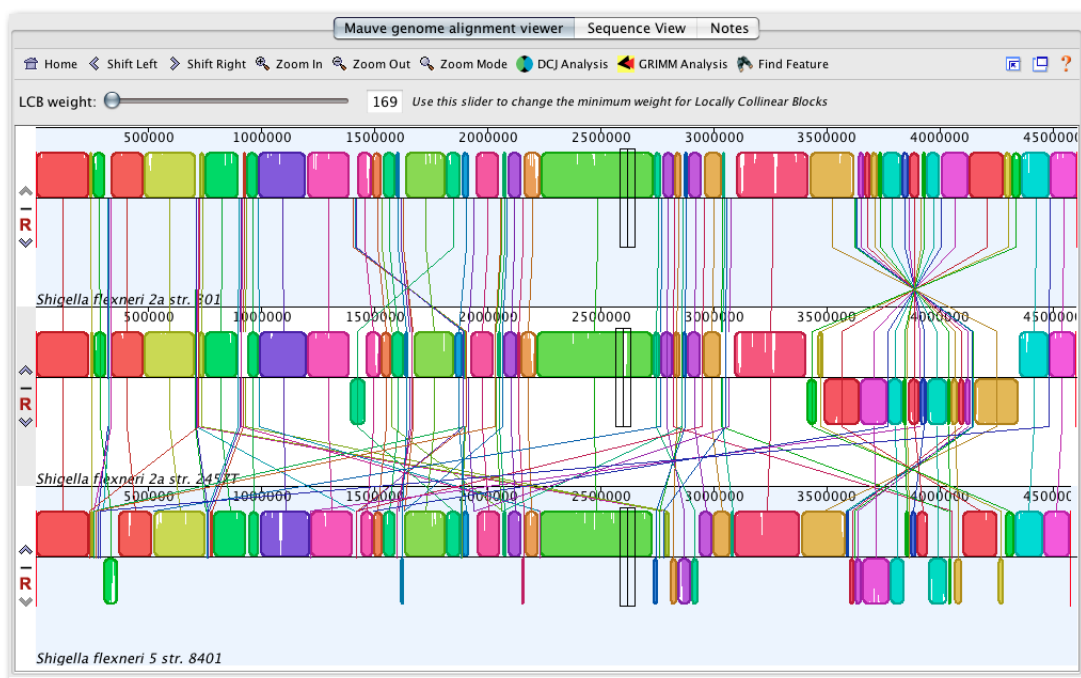 Mauve genome alignment viewer Sequence View Notes
Home Shift Left Shift Right Zoom In Zoom Out Zoom Mode DCJ Analysis GRIMM Analysis Find Feature ?
LCB weight: 169 Use this slider to change the minimum weight for Locally Collinear Blocks
500000 1000000 1500000 2000000 2500000 3000000 3500000 4000000 4500000
R
Shigella flexneri 2a str. 301
500000 1000000 1500000 2000000 2500000 3000000 3500000 4000000 4500000
R
Shigella flexneri 2a str. 2457T
500000 1000000 1500000 2000000 2500000 3000000 3500000 4000000 4500000
R
Shigella flexneri 5 str. 8401